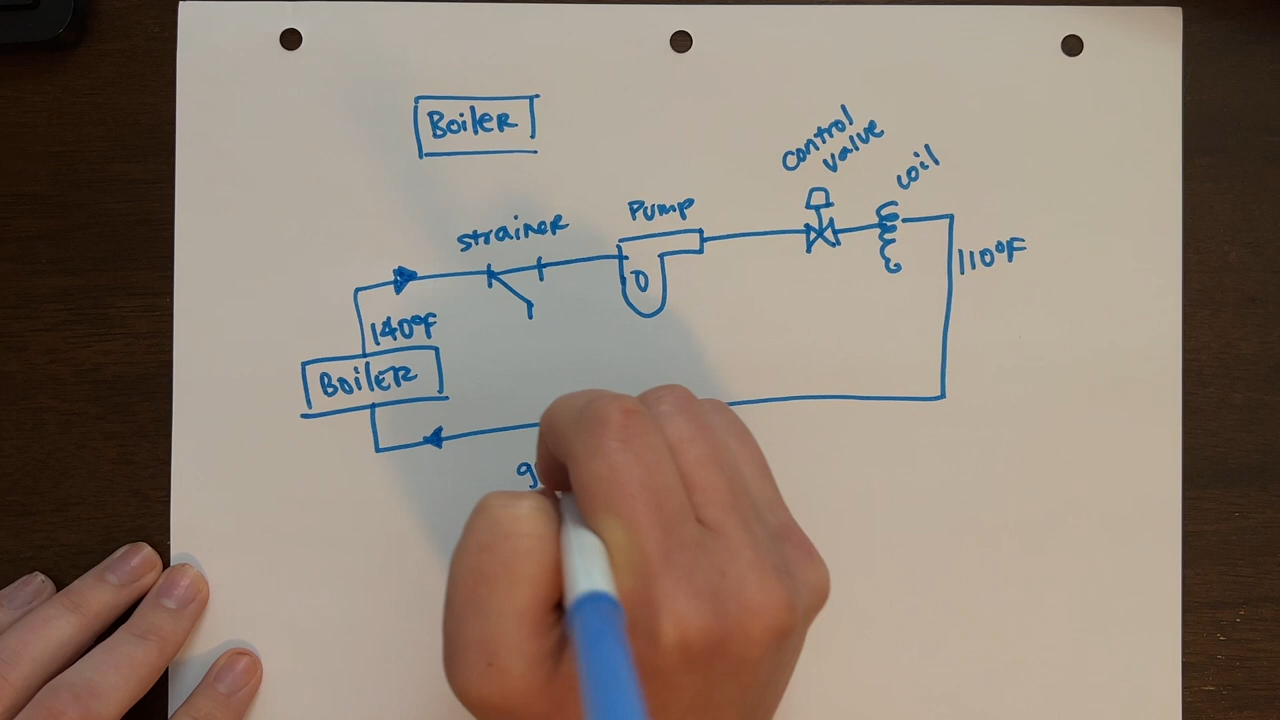 Boiler
control
valve
coil
Pump
strainer
110°F
140°F
Boiler